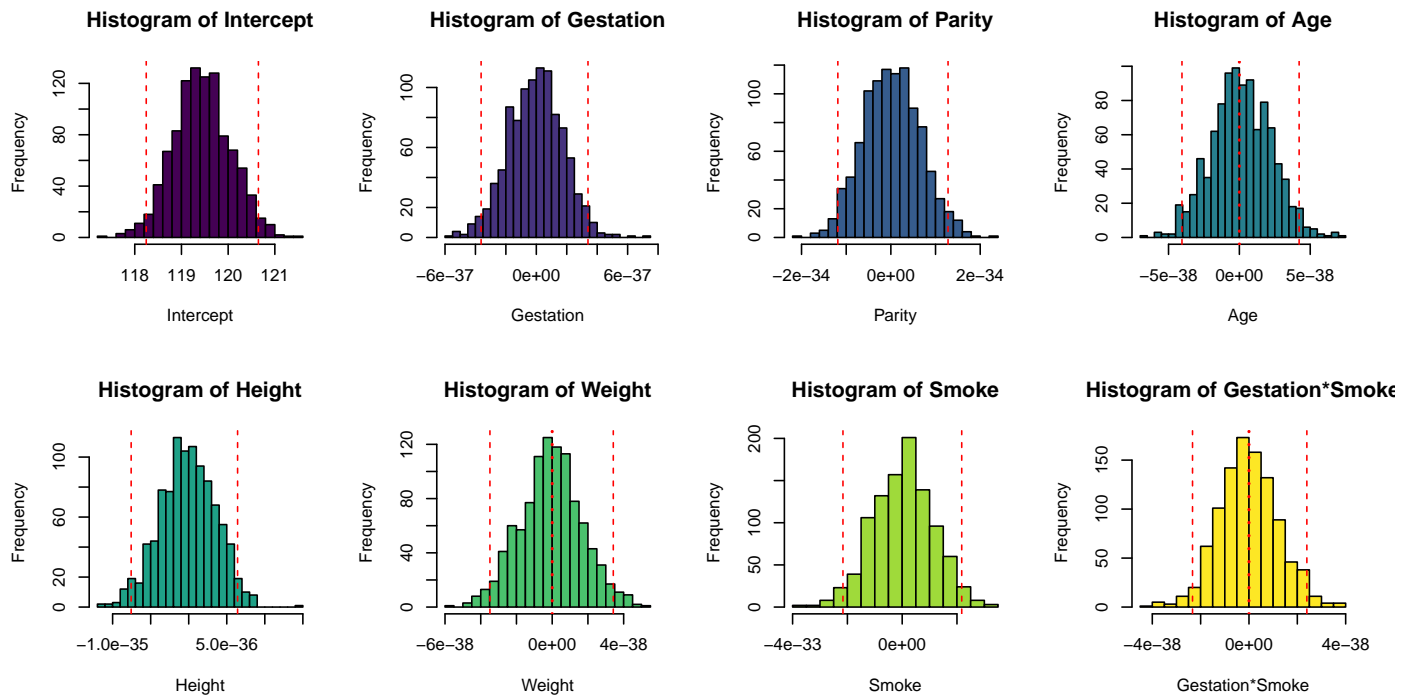 Histogram of Intercept
Frequency
0 40 80 120
118 119 120 121
Intercept
Histogram of Gestation
Frequency
0 20 60 100
−6e−37 0e+00 6e−37
Gestation
Histogram of Parity
Frequency
0 50 100
−2e−34 0e+00 2e−34
Parity
Histogram of Age
Frequency
0 20 40 60 80
−5e−38 0e+00 5e−38
Age
Histogram of Height
Frequency
0 20 60 100
−1.0e−35 5.0e−36
Height
Histogram of Weight
Frequency
0 40 80 120
−6e−38 0e+00 4e−38
Weight
Histogram of Smoke
Frequency
0 50 100 200
−4e−33 0e+00
Smoke
Histogram of Gestation*Smoke
Frequency
0 50 100 150
−4e−38 0e+00 4e−38
Gestation*Smoke